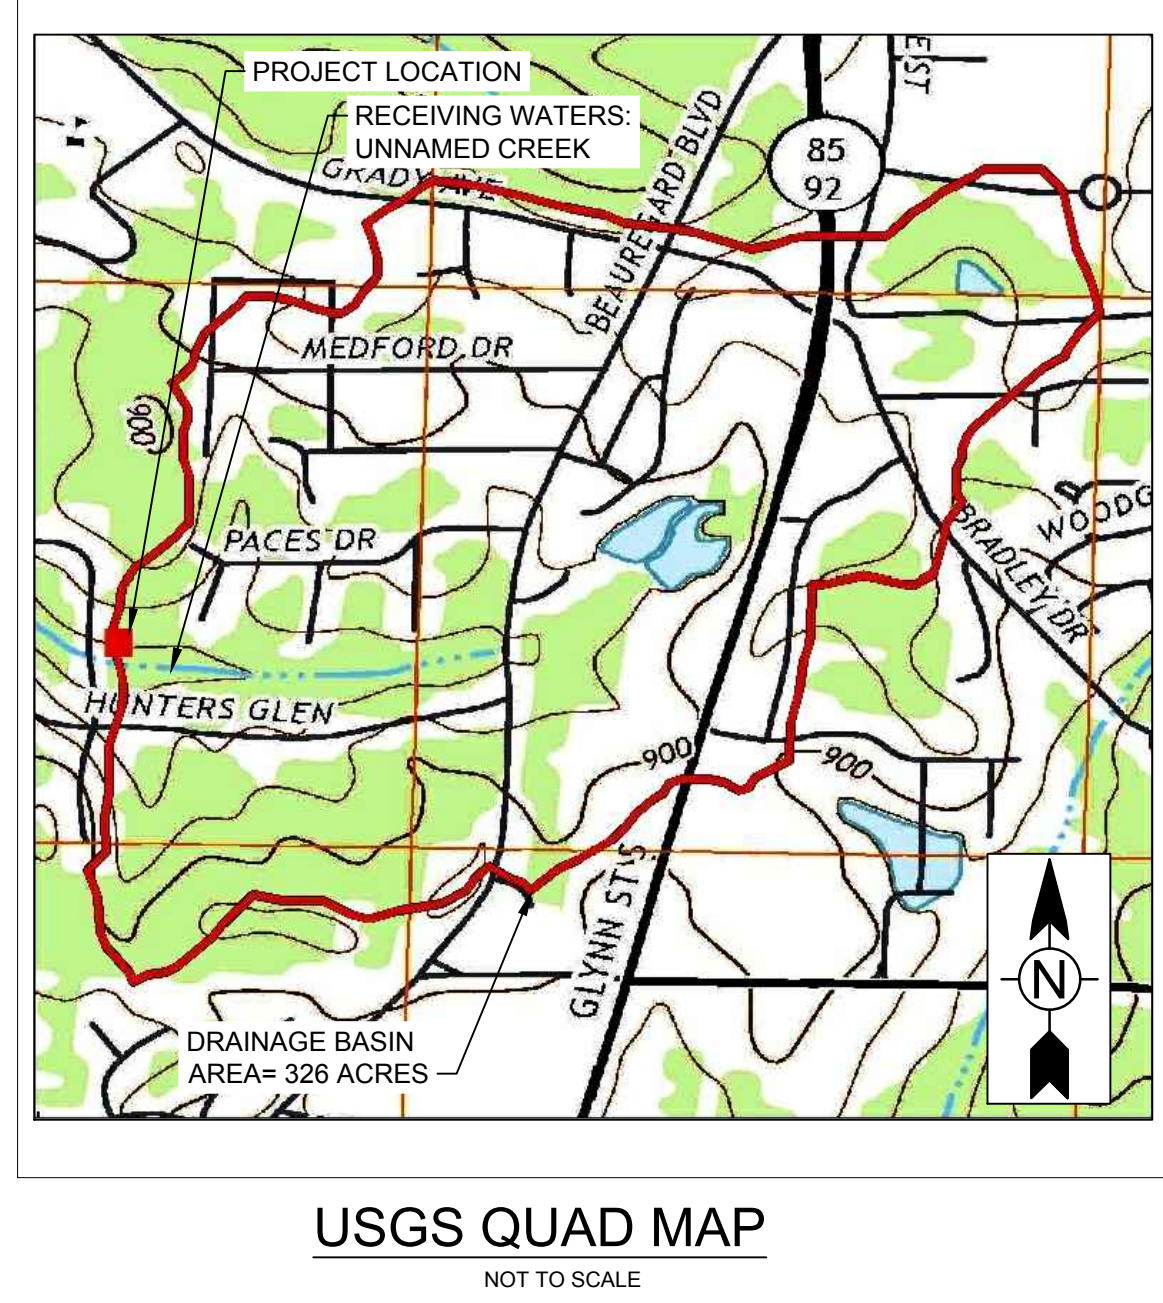 PROJECT LOCATION
RECEIVING WATERS:
UNNAMED CREEK
GRADY AVE
BEAUREGARD BLVD
85
92
E ST
MEDFORD DR
900
PACES DR
BRADLEY DR
WOODG
HUNTERS GLEN
900
900
GLYNN ST S
N
DRAINAGE BASIN
AREA= 326 ACRES
USGS QUAD MAP
NOT TO SCALE